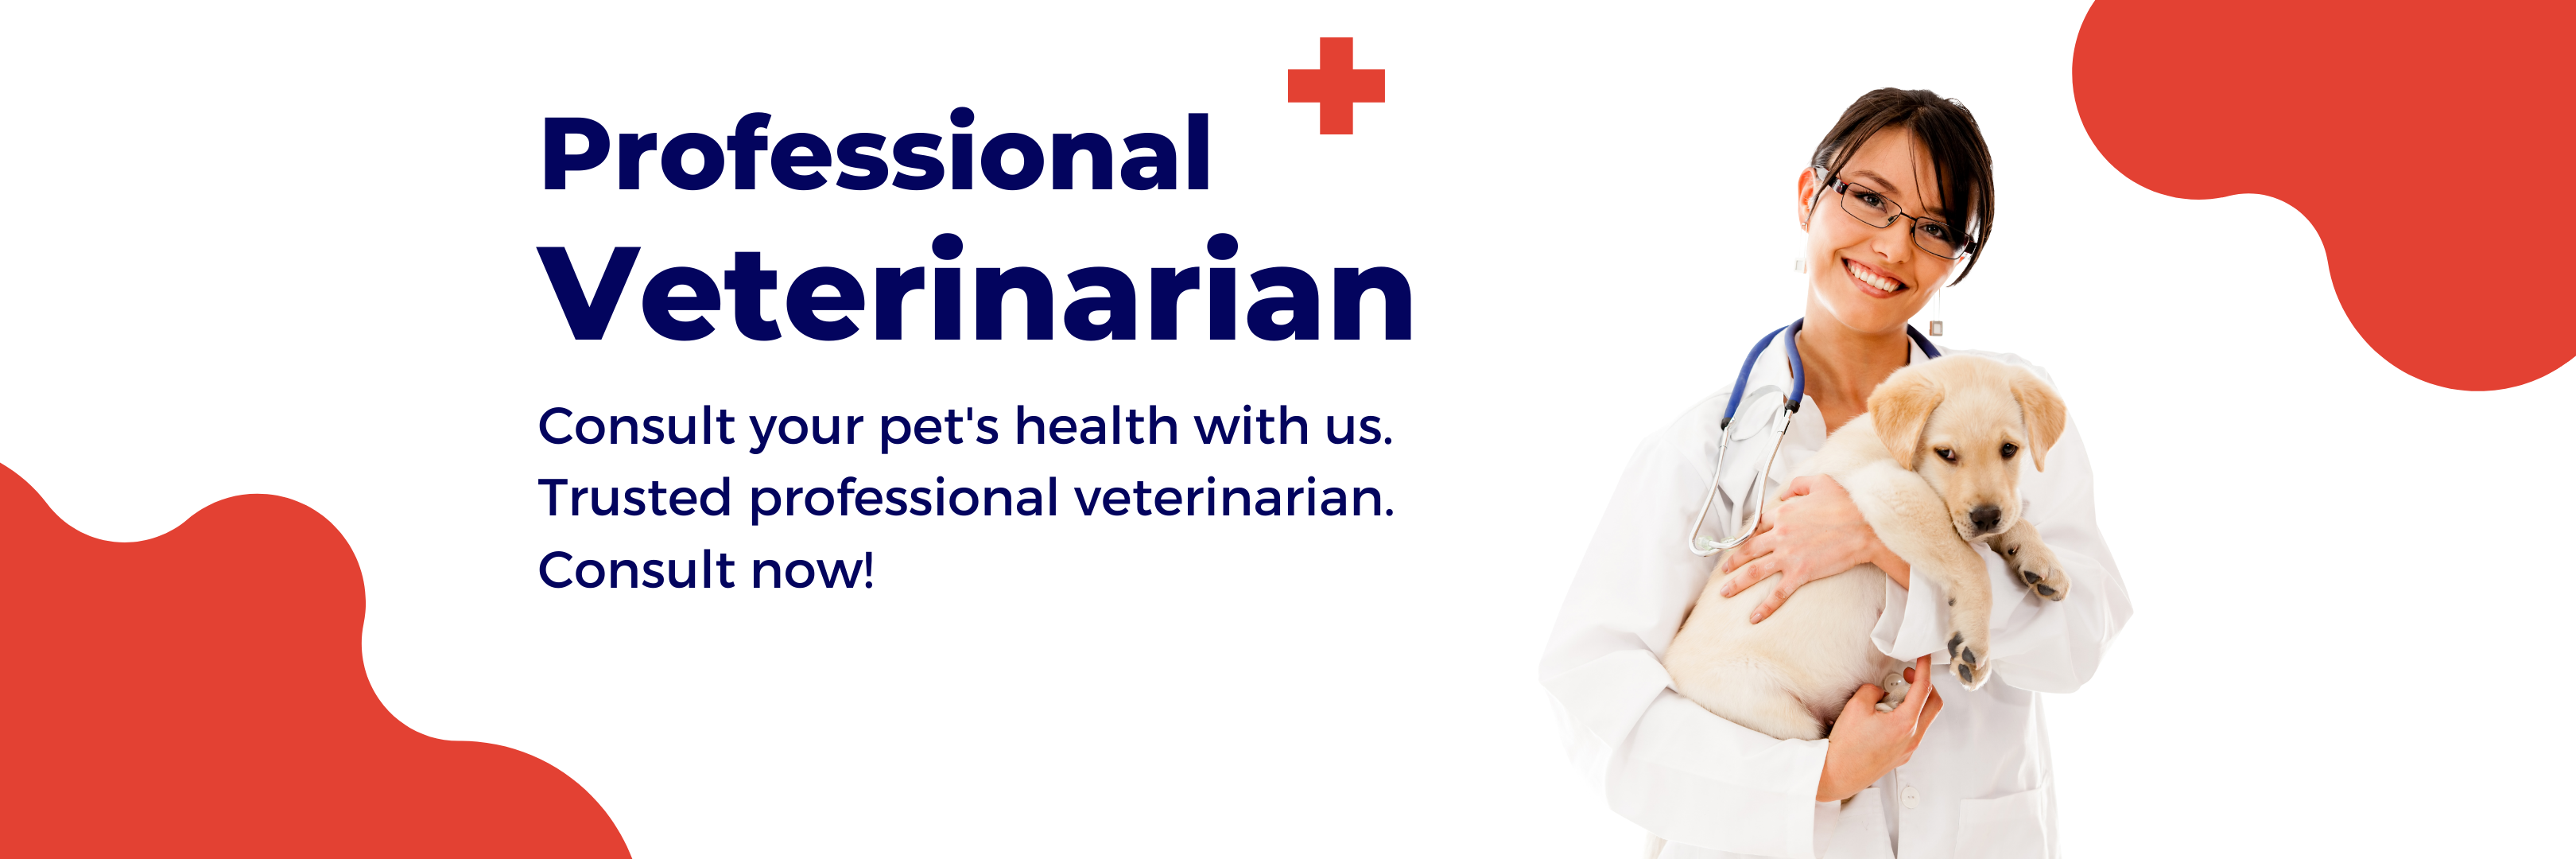 Professional
Veterinarian
Consult your pet's health with us.
Trusted professional veterinarian.
Consult now!